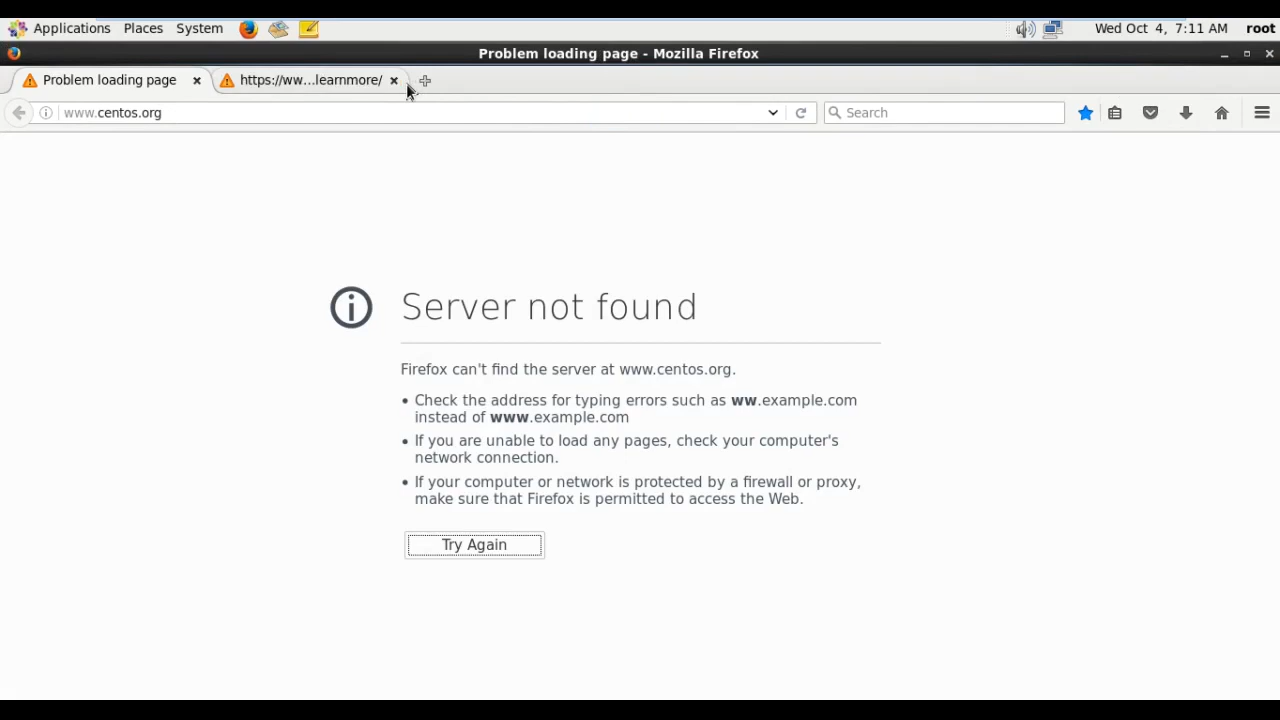 Applications Places System Wed Oct 4, 7:11 AM root
Problem loading page - Mozilla Firefox
Problem loading page https://ww...learnmore/
www.centos.org Search
Server not found
Firefox can't find the server at www.centos.org.
• Check the address for typing errors such as ww.example.com
instead of www.example.com
• If you are unable to load any pages, check your computer's
network connection.
• If your computer or network is protected by a firewall or proxy,
make sure that Firefox is permitted to access the Web.
Try Again